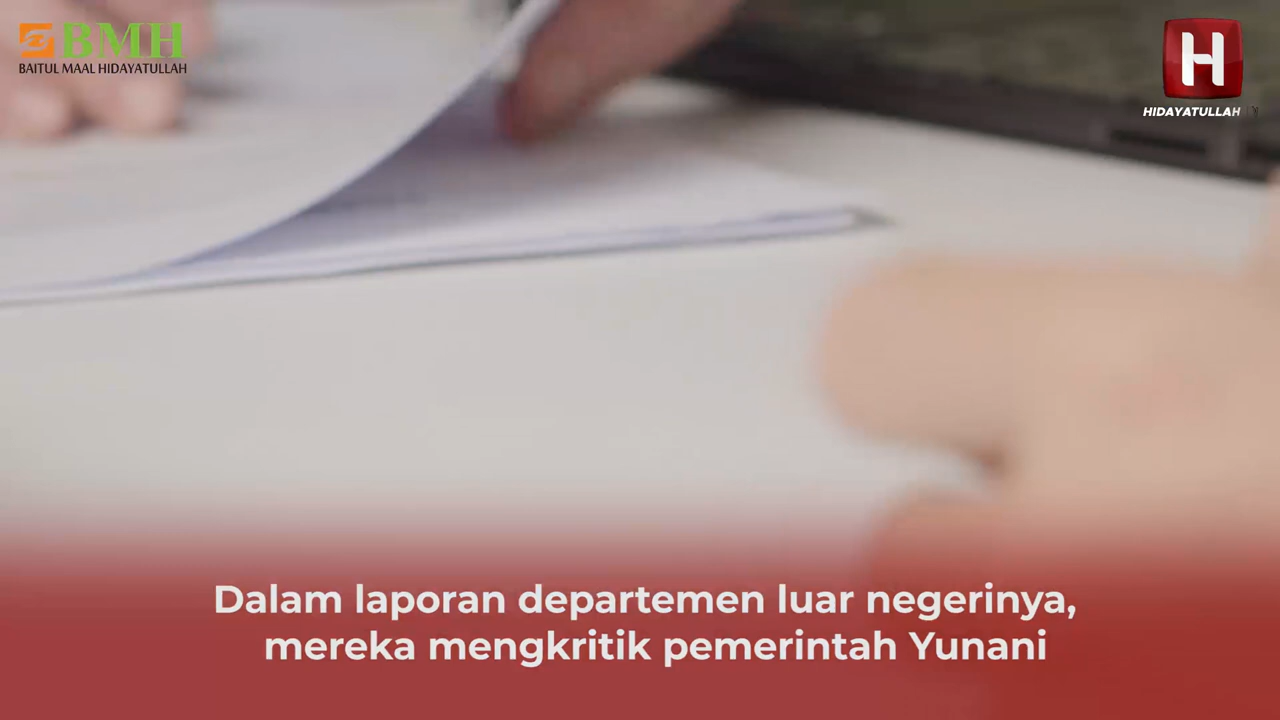 BMH
BAITUL MAAL HIDAYATULLAH
H
HIDAYATULLAH
Dalam laporan departemen luar negerinya,
mereka mengkritik pemerintah Yunani